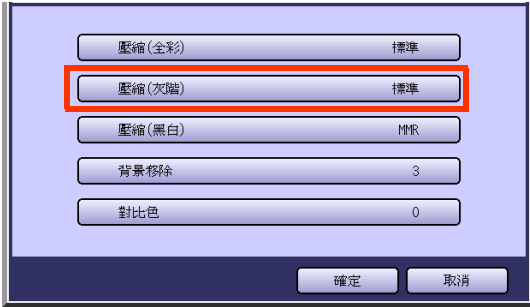 壓縮(全彩) 標準
壓縮(灰階) 標準
壓縮(黑白) MMR
背景移除 3
對比色 0
確定 取消